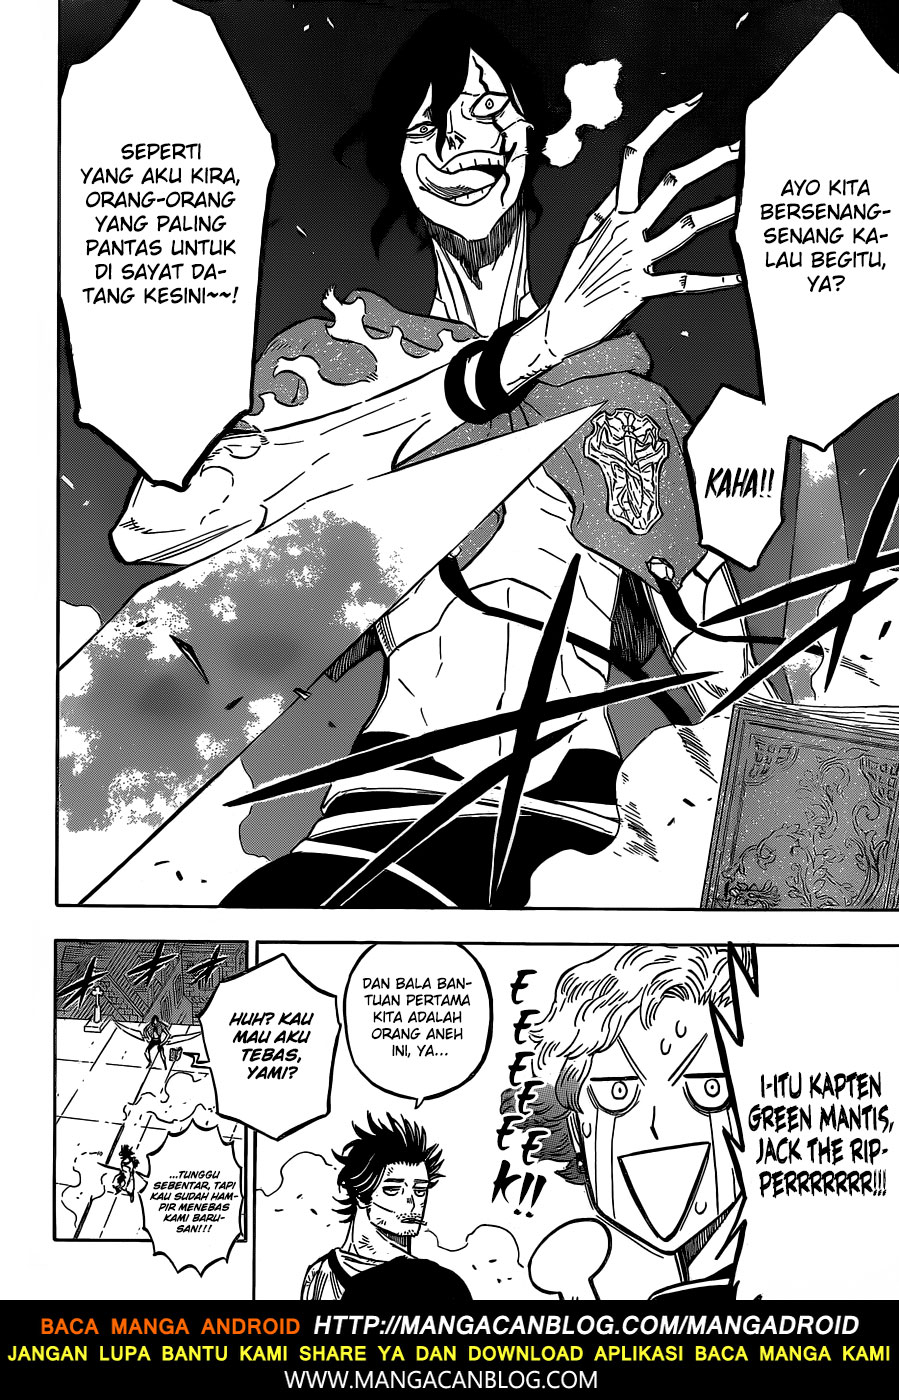 AYO KITA
BERSENANG-
SENANG KA-
LAU BEGITU,
YA?
SEPERTI
YANG AKU KIRA,
ORANG-ORANG
YANG PALING
PANTAS UNTUK
DI SAYAT DA-
TANG KESINI~~!
KAHA!!
I-ITU KAPTEN
GREEN MANTIS,
JACK THE RIP-
PERRRRRRR!!!
EEEEEEK!!
DAN BALA BAN-
TUAN PERTAMA
KITA ADALAH
ORANG ANEH
INI, YA...
HUH? KAU
MAU AKU
TEBAS,
YAMI?
...TUNGGU
SEBENTAR, TAPI
KAU SUDAH HAM-
PIR MENEBAS
KAMI BARU-
SAN!!!
BACA MANGA ANDROID HTTP://MANGACANBLOG.COM/MANGADROID
JANGAN LUPA BANTU KAMI SHARE YA DAN DOWNLOAD APLIKASI BACA MANGA KAMI
WWW.MANGACANBLOG.COM